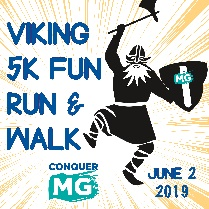 VIKING
5K FUN
RUN &
WALK
CONQUER
MG
MG
JUNE 2
2019